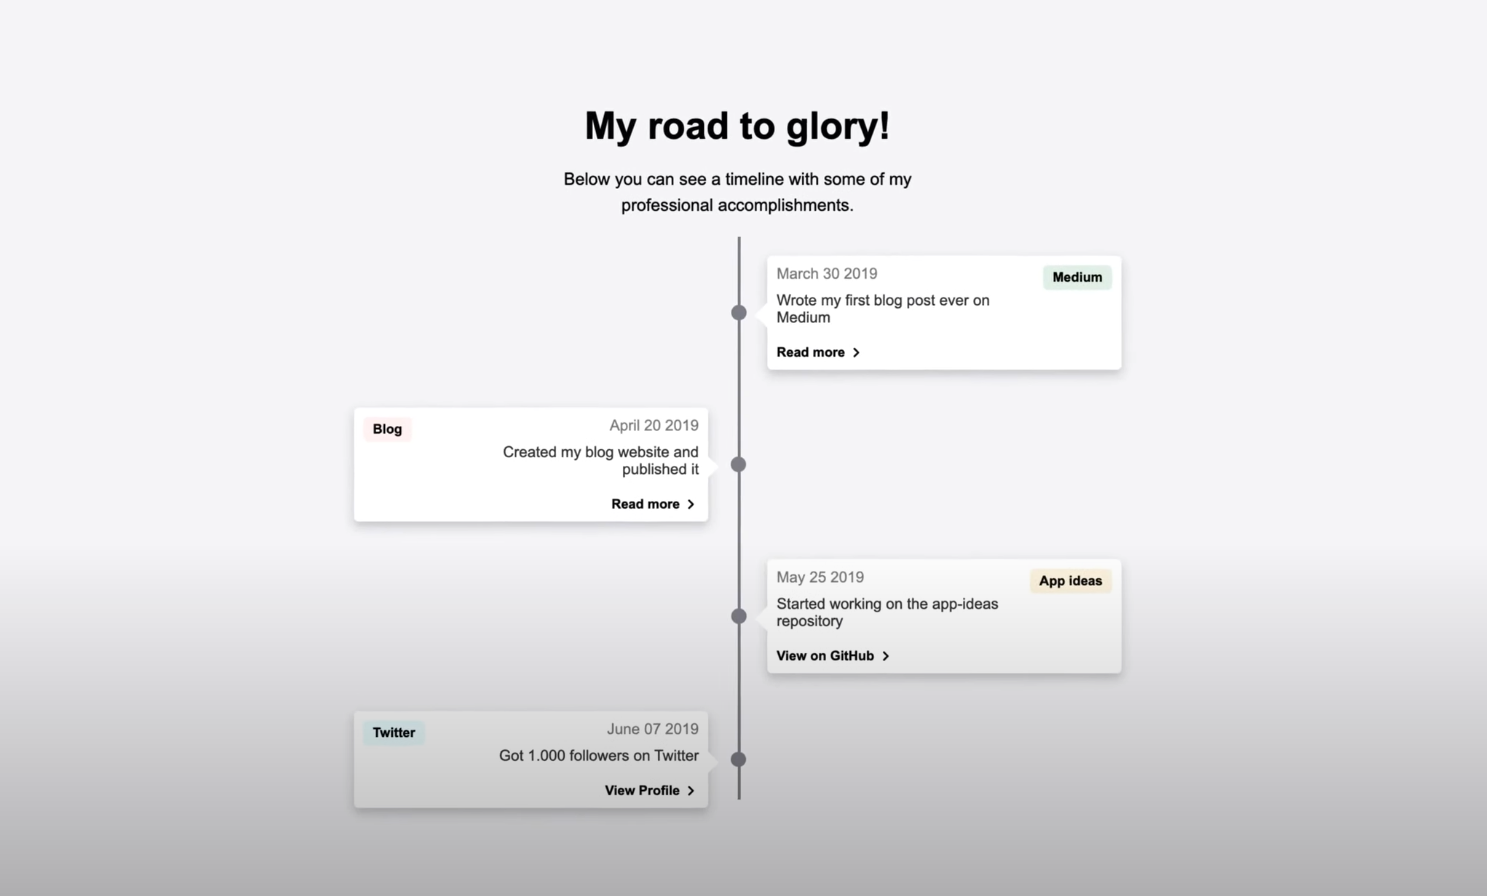 My road to glory!
Below you can see a timeline with some of my
professional accomplishments.
March 30 2019
Medium
Wrote my first blog post ever on
Medium
Read more
Blog
April 20 2019
Created my blog website and
published it
Read more
May 25 2019
App ideas
Started working on the app-ideas
repository
View on GitHub
Twitter
June 07 2019
Got 1.000 followers on Twitter
View Profile